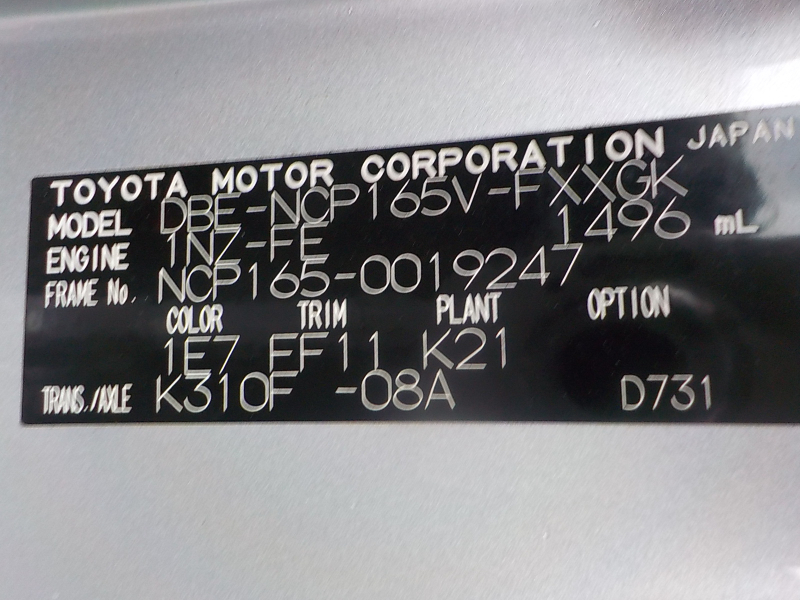 TOYOTA MOTOR CORPORATION JAPAN
MODEL DBE-NCP165V-FXXGK
ENGINE 1NZ-FE 1496 mL
FRAME No. NCP165-0019247
COLOR TRIM PLANT OPTION
1E7 FF11 K21
TRANS./AXLE K310F -08A D731